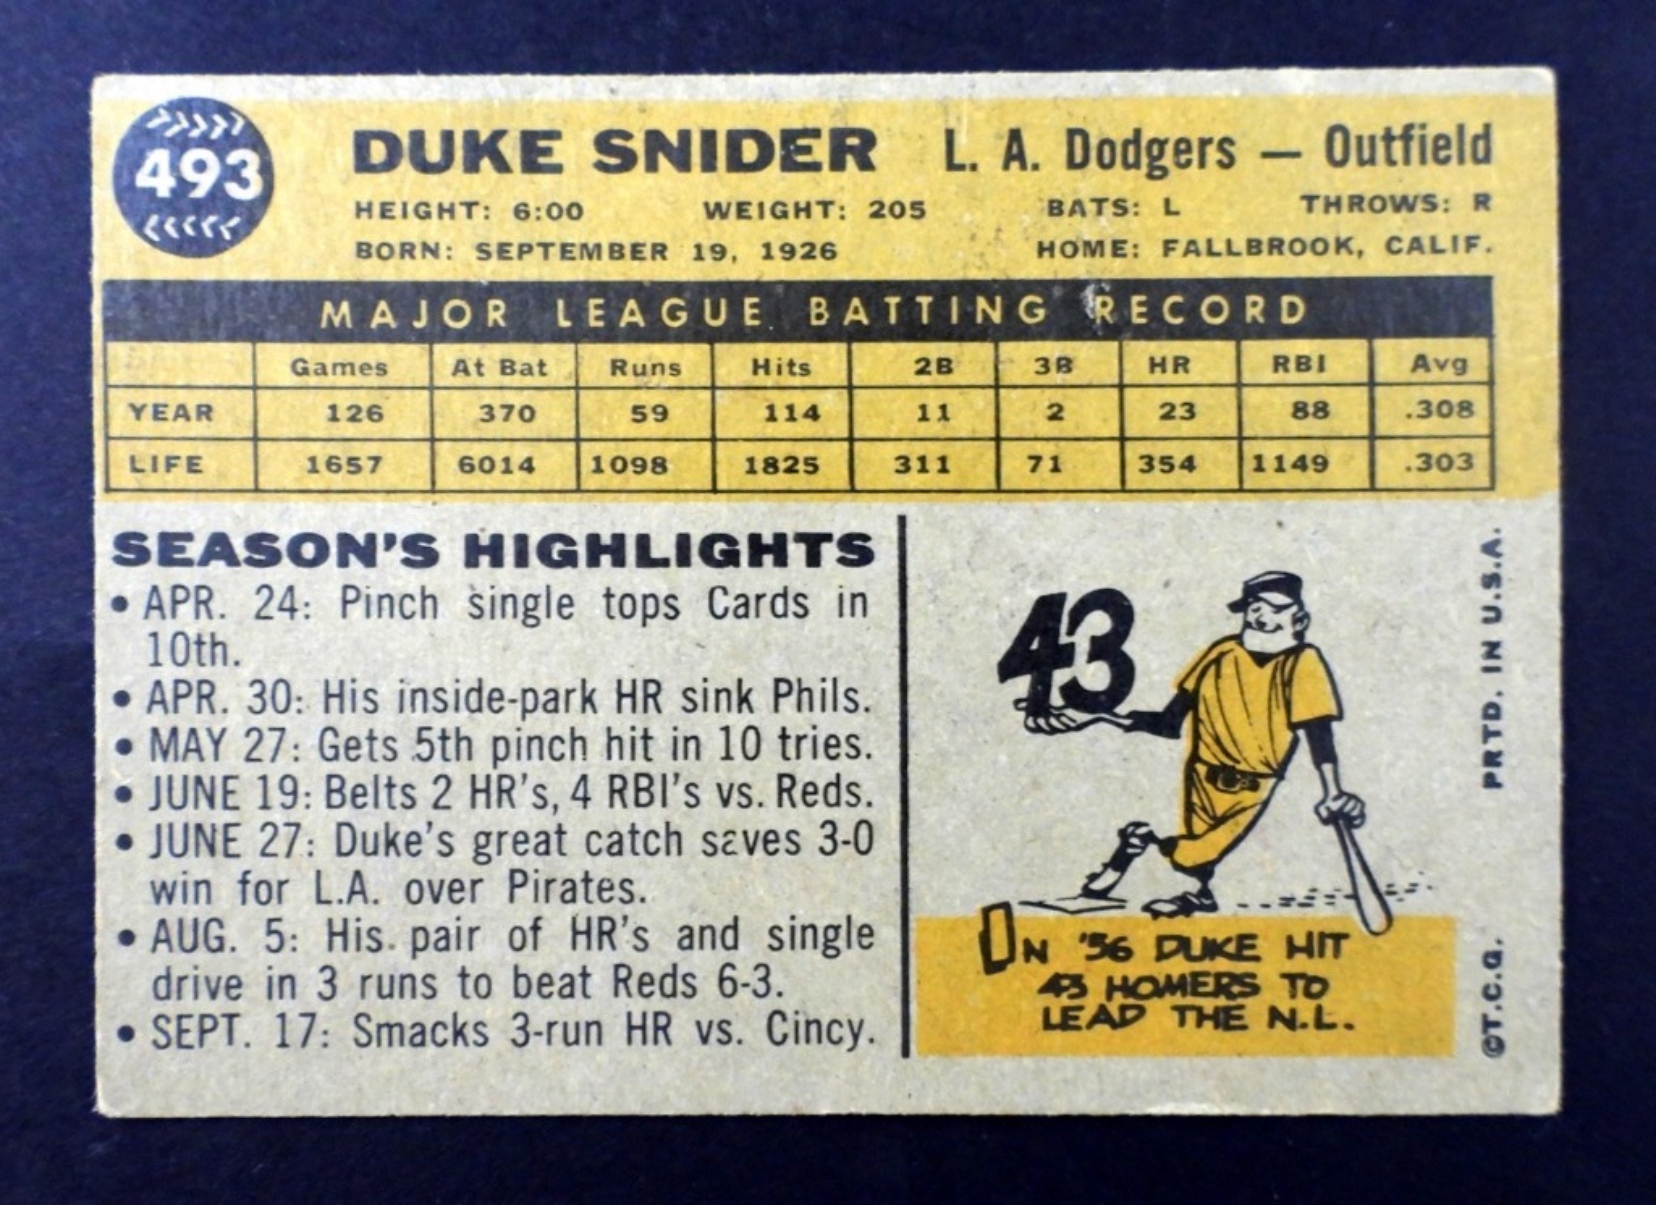 493
DUKE SNIDER L. A. Dodgers — Outfield
HEIGHT: 6:00 WEIGHT: 205 BATS: L THROWS: R
BORN: SEPTEMBER 19, 1926 HOME: FALLBROOK, CALIF.
MAJOR LEAGUE BATTING RECORD
Games At Bat Runs Hits 2B 3B HR RBI Avg
YEAR 126 370 59 114 11 2 23 88 .308
LIFE 1657 6014 1098 1825 311 71 354 1149 .303
SEASON'S HIGHLIGHTS
• APR. 24: Pinch single tops Cards in
10th.
• APR. 30: His inside-park HR sink Phils.
• MAY 27: Gets 5th pinch hit in 10 tries.
• JUNE 19: Belts 2 HR's, 4 RBI's vs. Reds.
• JUNE 27: Duke's great catch saves 3-0
win for L.A. over Pirates.
• AUG. 5: His pair of HR's and single
drive in 3 runs to beat Reds 6-3.
• SEPT. 17: Smacks 3-run HR vs. Cincy.
43
IN '56 DUKE HIT
43 HOMERS TO
LEAD THE N.L.
©T.C.G. PRTD. IN U.S.A.